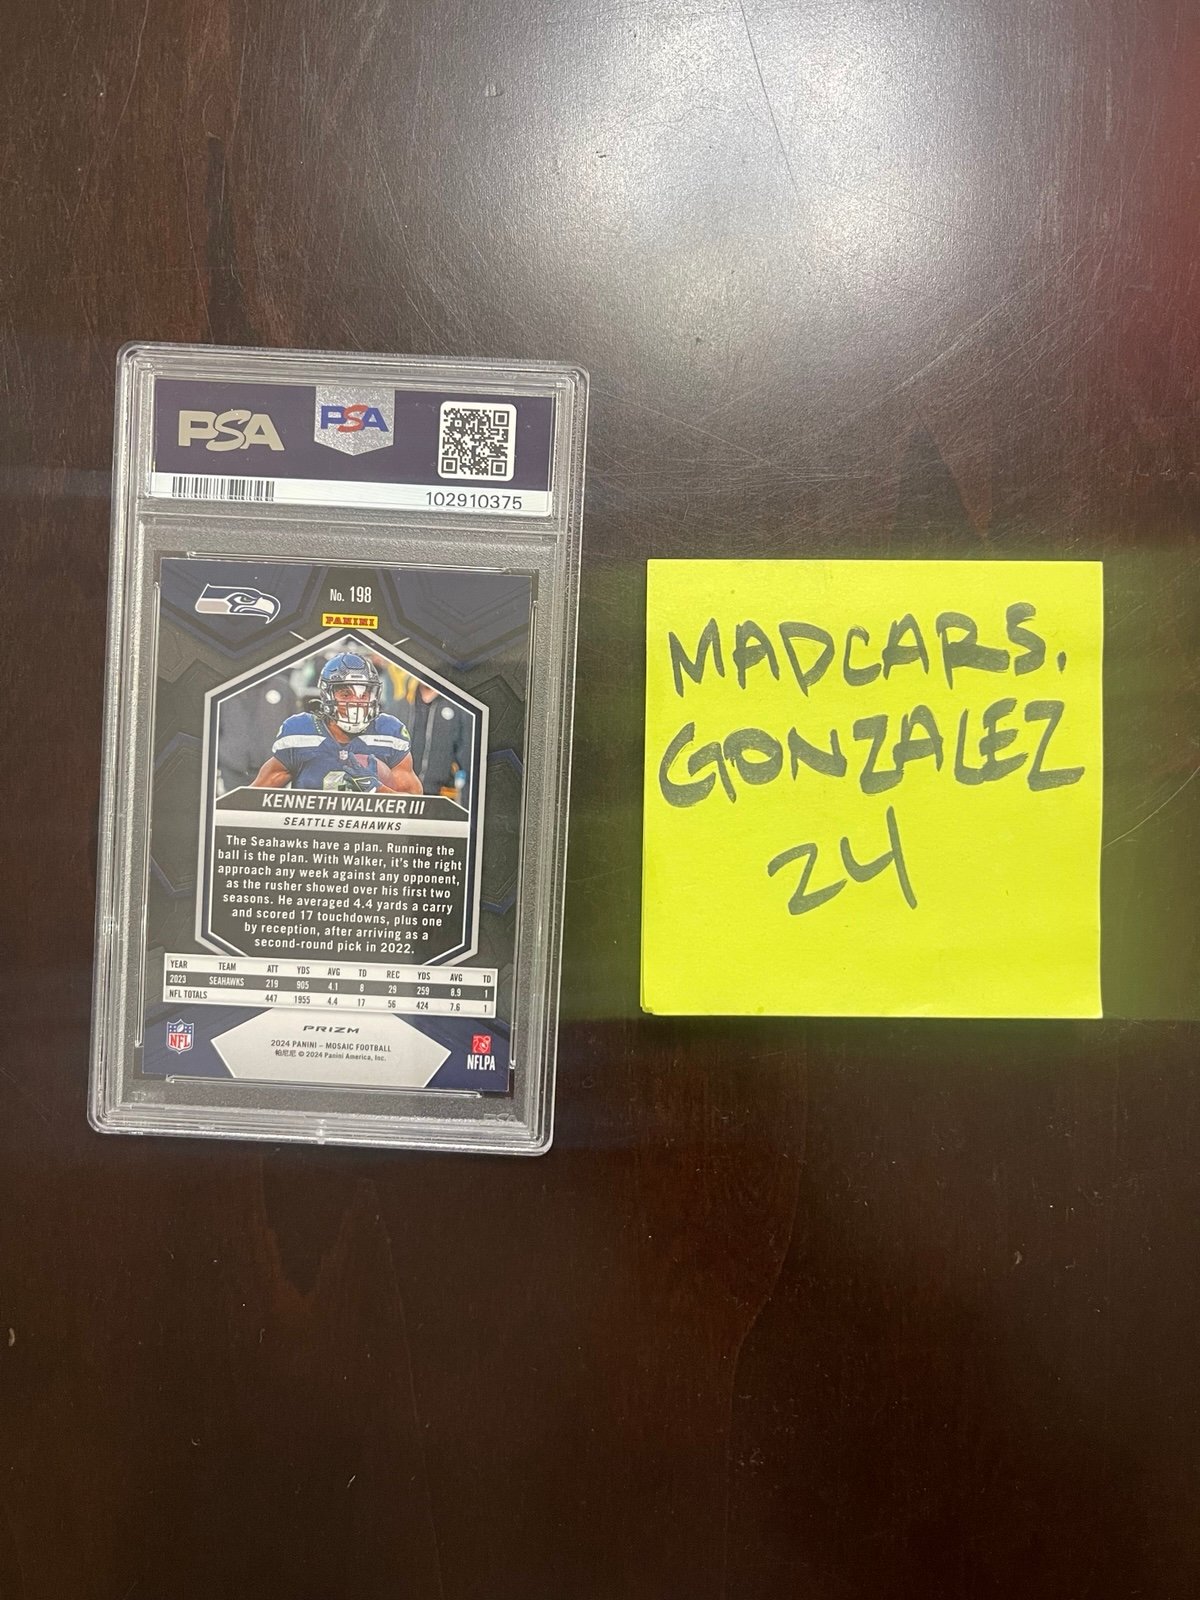 PSA
PSA
102910375
No. 198
PANINI
KENNETH WALKER III
SEATTLE SEAHAWKS
The Seahawks have a plan. Running the
ball is the plan. With Walker, it's the right
approach any week against any opponent,
as the rusher showed over his first two
seasons. He averaged 4.4 yards a carry
and scored 17 touchdowns, plus one
by reception, after arriving as a
second-round pick in 2022.
YEAR TEAM ATT YDS AVG TD REC YDS AVG TD
2023 SEAHAWKS 219 905 4.1 8 29 259 8.9 1
NFL TOTALS 447 1955 4.4 17 56 424 7.6 1
PRIZM
2024 PANINI – MOSAIC FOOTBALL
帕尼尼 © 2024 Panini America, Inc.
NFL
NFLPA
PSA
MADCARS.
GONZALEZ
24